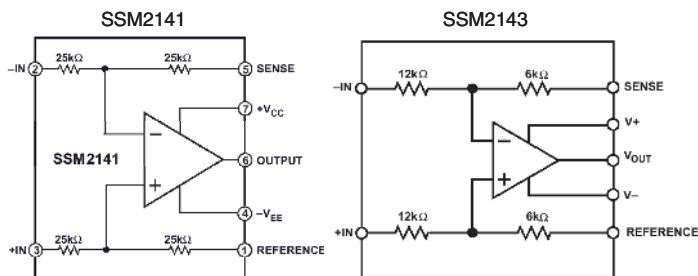 SSM2141
25kΩ 25kΩ
–IN 2 5 SENSE
7 +VCC
–
SSM2141 6 OUTPUT
+
4 –VEE
25kΩ 25kΩ
+IN 3 1 REFERENCE
SSM2143
12kΩ 6kΩ
–IN SENSE
V+
–
VOUT
+
V–
12kΩ 6kΩ
+IN REFERENCE